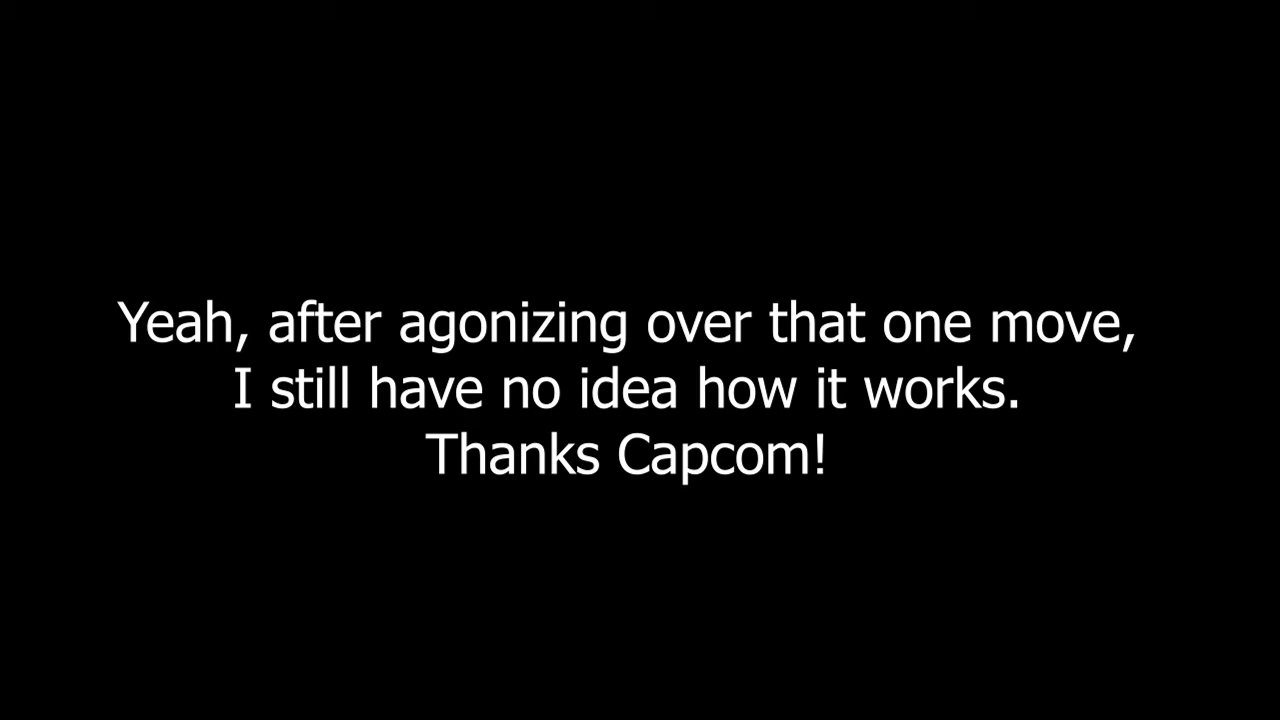 Yeah, after agonizing over that one move,
I still have no idea how it works.
Thanks Capcom!